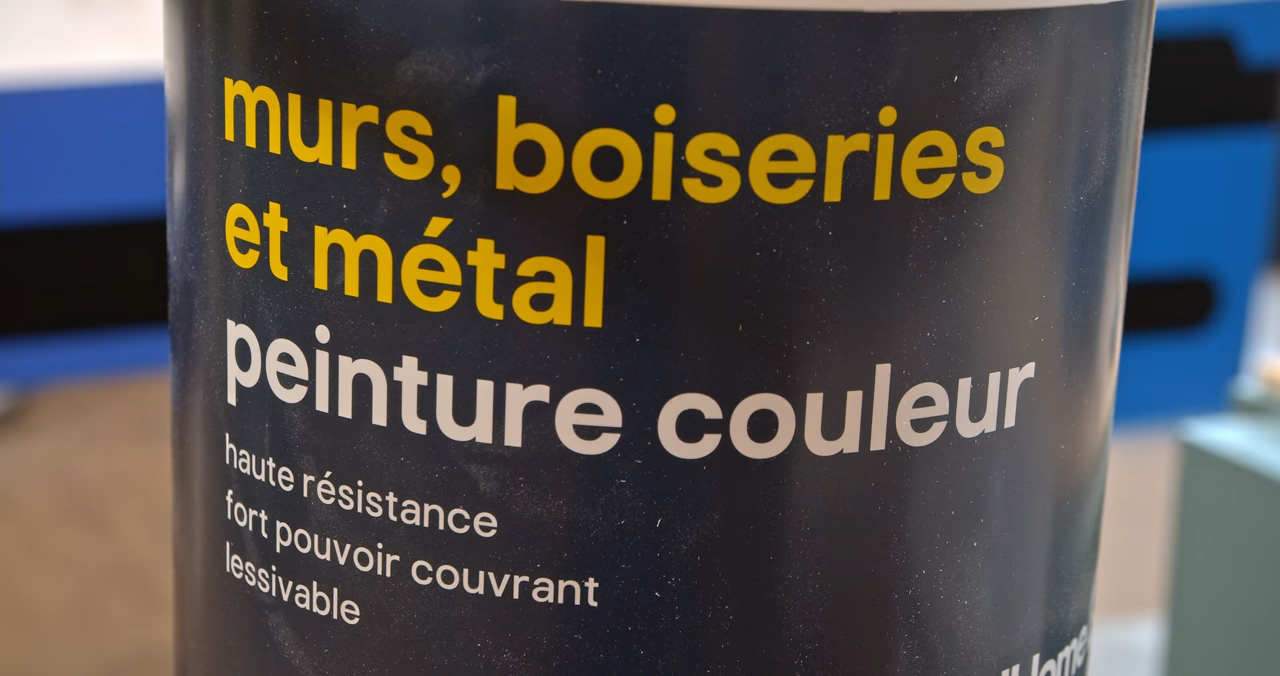 murs, boiseries
et métal
peinture couleur
haute résistance
fort pouvoir couvrant
lessivable